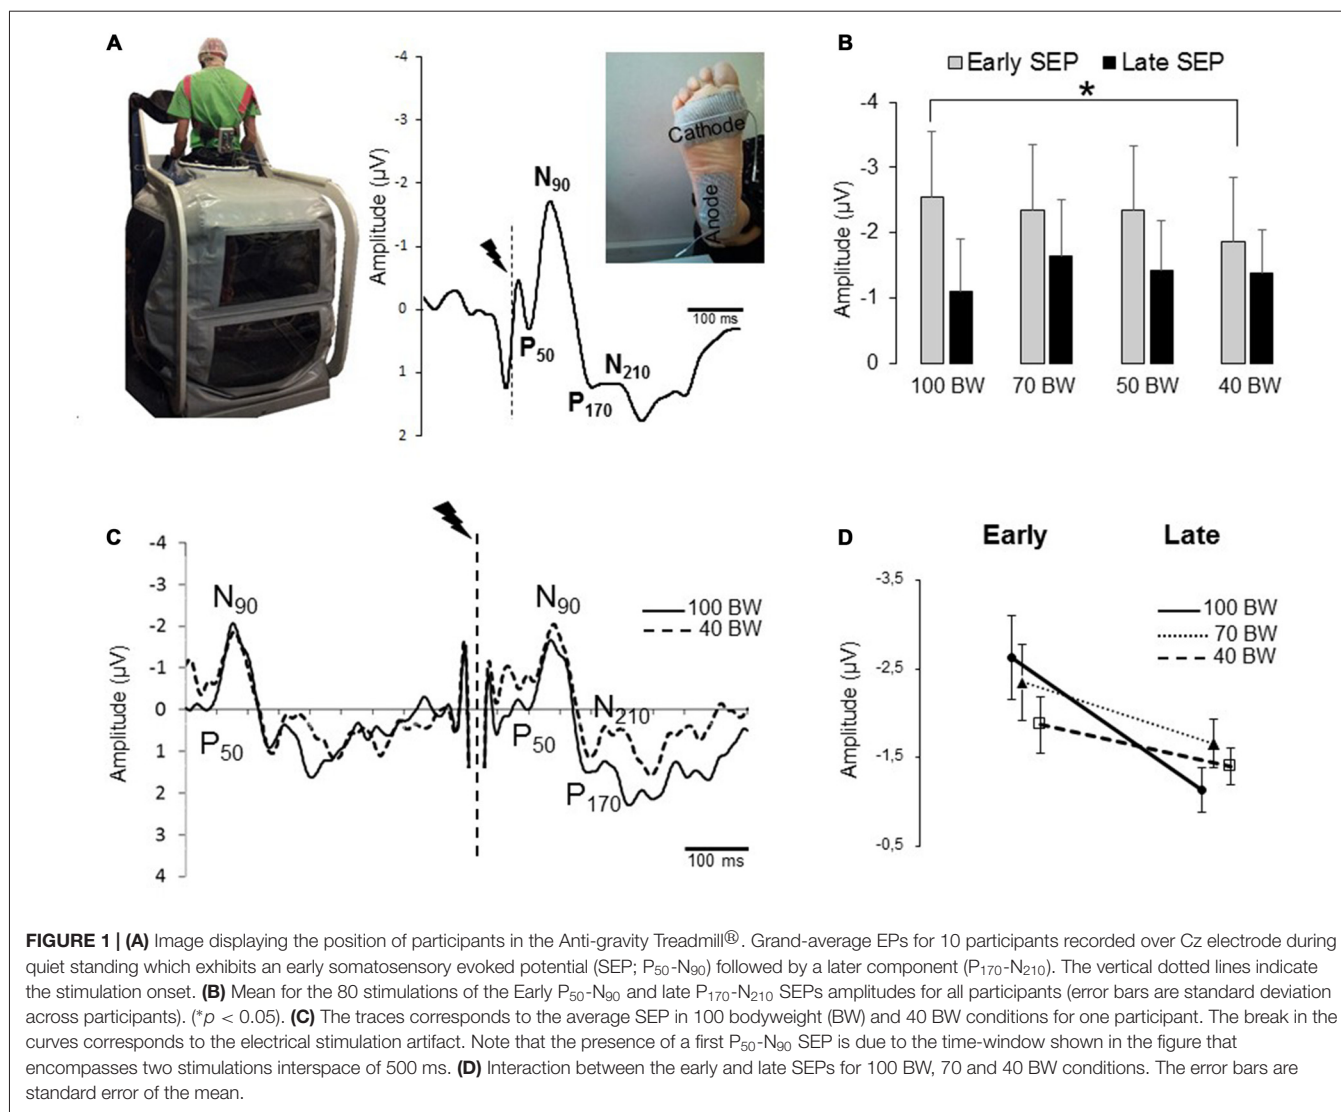 A
Amplitude (µV)
-4
-3
-2
-1
0
1
2
N90
P50
N210
P170
100 ms
Cathode
Anode
B
Early SEP Late SEP
*
Amplitude (µV)
-4
-3
-2
-1
0
100 BW 70 BW 50 BW 40 BW
C
Amplitude (µV)
-4
-3
-2
-1
0
1
2
3
4
N90
P50
N90
P50
N210
P170
100 BW
40 BW
100 ms
D
Early Late
Amplitude (µV)
-3,5
-2,5
-1,5
-0,5
100 BW
70 BW
40 BW
FIGURE 1 | (A) Image displaying the position of participants in the Anti-gravity Treadmill®. Grand-average EPs for 10 participants recorded over Cz electrode during
quiet standing which exhibits an early somatosensory evoked potential (SEP; P50-N90) followed by a later component (P170-N210). The vertical dotted lines indicate
the stimulation onset. (B) Mean for the 80 stimulations of the Early P50-N90 and late P170-N210 SEPs amplitudes for all participants (error bars are standard deviation
across participants). (*p < 0.05). (C) The traces corresponds to the average SEP in 100 bodyweight (BW) and 40 BW conditions for one participant. The break in the
curves corresponds to the electrical stimulation artifact. Note that the presence of a first P50-N90 SEP is due to the time-window shown in the figure that
encompasses two stimulations interspace of 500 ms. (D) Interaction between the early and late SEPs for 100 BW, 70 and 40 BW conditions. The error bars are
standard error of the mean.